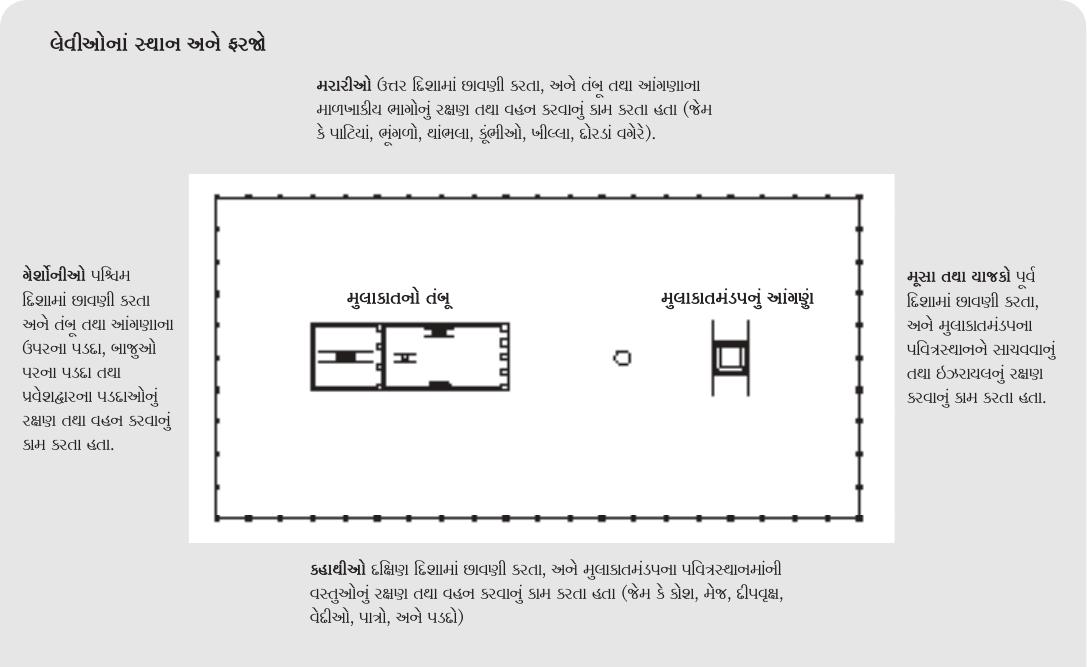 લેવીઓનાં સ્થાન અને ફરજો
મરારીઓ ઉત્તર દિશામાં છાવણી કરતા, અને તંબૂ તથા આંગણાના
માળખાકીય ભાગોનું રક્ષણ તથા વહન કરવાનું કામ કરતા હતા (જેમ
કે પાટિયાં, ભૂંગળો, થાંભલા, કૂંભીઓ, ખીલ્લા, દોરડાં વગેરે).
ગેર્શોનીઓ પશ્ચિમ
દિશામાં છાવણી કરતા
અને તંબૂ તથા આંગણાના
ઉપરના પડદા, બાજુઓ
પરના પડદા તથા
પ્રવેશદ્વારના પડદાઓનું
રક્ષણ તથા વહન કરવાનું
કામ કરતા હતા.
મુલાકાતનો તંબૂ
મુલાકાતમંડપનું આંગણું
મૂસા તથા યાજકો પૂર્વ
દિશામાં છાવણી કરતા,
અને મુલાકાતમંડપના
પવિત્રસ્થાનને સાચવવાનું
તથા ઇઝરાયલનું રક્ષણ
કરવાનું કામ કરતા હતા.
કહાથીઓ દક્ષિણ દિશામાં છાવણી કરતા, અને મુલાકાતમંડપના પવિત્રસ્થાનમાંની
વસ્તુઓનું રક્ષણ તથા વહન કરવાનું કામ કરતા હતા (જેમ કે કોશ, મેજ, દીપવૃક્ષ,
વેદીઓ, પાત્રો, અને પડદો)